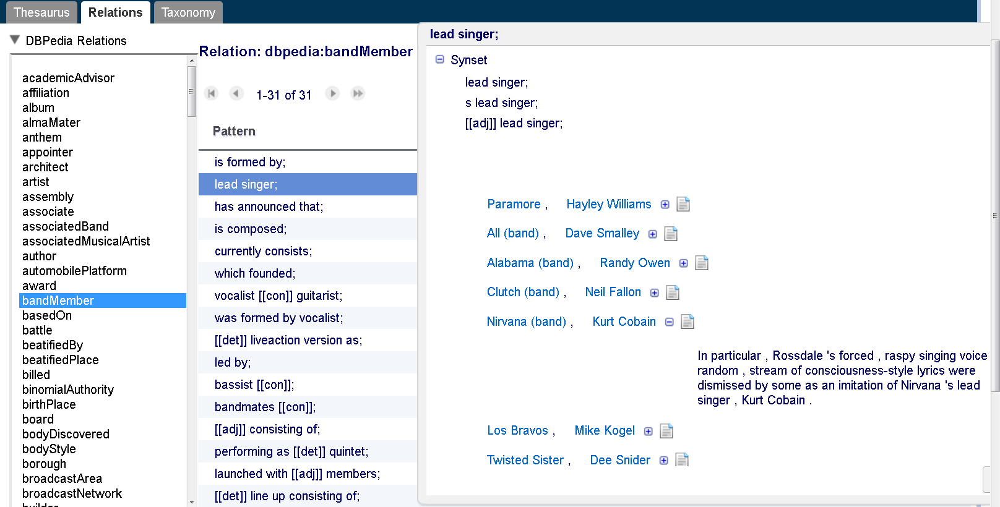 Thesaurus
Relations
Taxonomy
DBPedia Relations
academicAdvisor
affiliation
album
almaMater
anthem
appointer
architect
artist
assembly
associate
associatedBand
associatedMusicalArtist
author
automobilePlatform
award
bandMember
basedOn
battle
beatifiedBy
beatifiedPlace
billed
binomialAuthority
birthPlace
board
bodyDiscovered
bodyStyle
borough
broadcastArea
broadcastNetwork
builder
Relation: dbpedia:bandMember
1-31 of 31
Pattern
is formed by;
lead singer;
has announced that;
is composed;
currently consists;
which founded;
vocalist [[con]] guitarist;
was formed by vocalist;
[[det]] liveaction version as;
led by;
bassist [[con]];
bandmates [[con]];
[[adj]] consisting of;
performing as [[det]] quintet;
launched with [[adj]] members;
[[det]] line up consisting of;
lead singer;
Synset
lead singer;
s lead singer;
[[adj]] lead singer;
Paramore , Hayley Williams
All (band) , Dave Smalley
Alabama (band) , Randy Owen
Clutch (band) , Neil Fallon
Nirvana (band) , Kurt Cobain
In particular , Rossdale 's forced , raspy singing voice
random , stream of consciousness-style lyrics were
dismissed by some as an imitation of Nirvana 's lead
singer , Kurt Cobain .
Los Bravos , Mike Kogel
Twisted Sister , Dee Snider